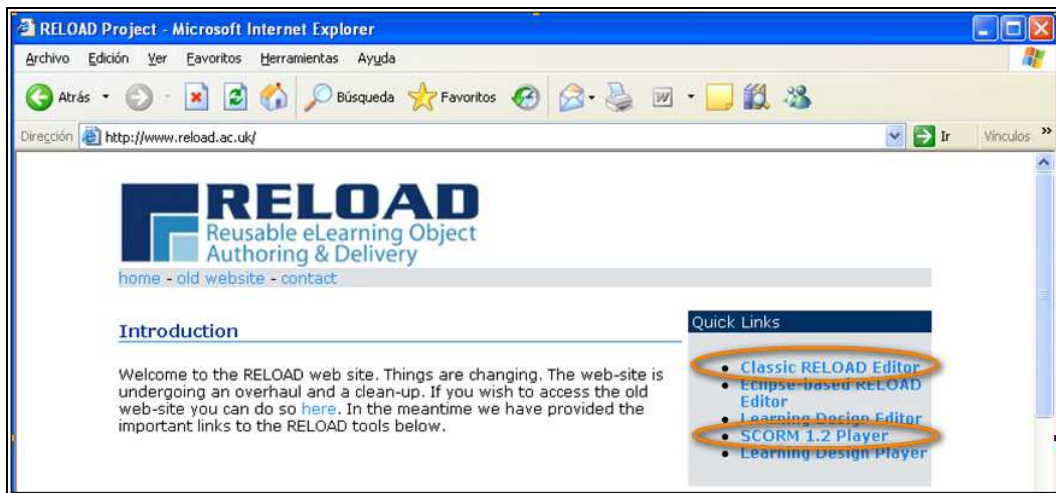 RELOAD Project - Microsoft Internet Explorer
Archivo Edición Ver Favoritos Herramientas Ayuda
Atrás Búsqueda Favoritos
Dirección http://www.reload.ac.uk/ Ir Vínculos »
RELOAD
Reusable eLearning Object
Authoring & Delivery
home - old website - contact
Introduction
Welcome to the RELOAD web site. Things are changing. The web-site is
undergoing an overhaul and a clean-up. If you wish to access the old
web-site you can do so here. In the meantime we have provided the
important links to the RELOAD tools below.
Quick Links
• Classic RELOAD Editor
• Eclipse-based RELOAD
Editor
• Learning Design Editor
• SCORM 1.2 Player
• Learning Design Player